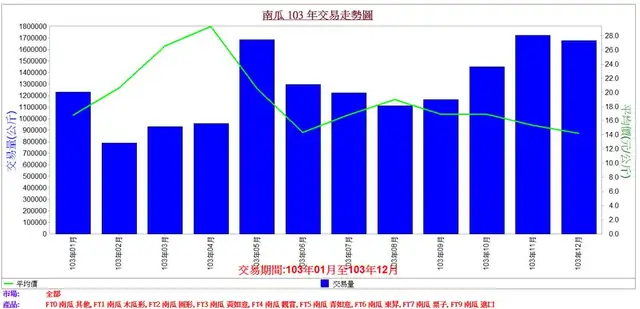 南瓜 103 年交易走勢圖
1800000
1700000
1600000
1500000
1400000
1300000
1200000
1100000
1000000
900000
800000
700000
600000
500000
400000
300000
200000
100000
0
交易量(公斤)
28.0
26.0
24.0
22.0
20.0
18.0
16.0
14.0
12.0
10.0
8.0
6.0
4.0
2.0
0.0
平均價(元/公斤)
103年01月
103年02月
103年03月
103年04月
103年05月
103年06月
103年07月
103年08月
103年09月
103年10月
103年11月
103年12月
交易期間:103年01月至103年12月
平均價
交易量
市場: 全部
產品: FT0 南瓜 其他, FT1 南瓜 木瓜形, FT2 南瓜 圓形, FT3 南瓜 黃如意, FT4 南瓜 觀賞, FT5 南瓜 青如意, FT6 南瓜 東昇, FT7 南瓜 栗子, FT9 南瓜 進口